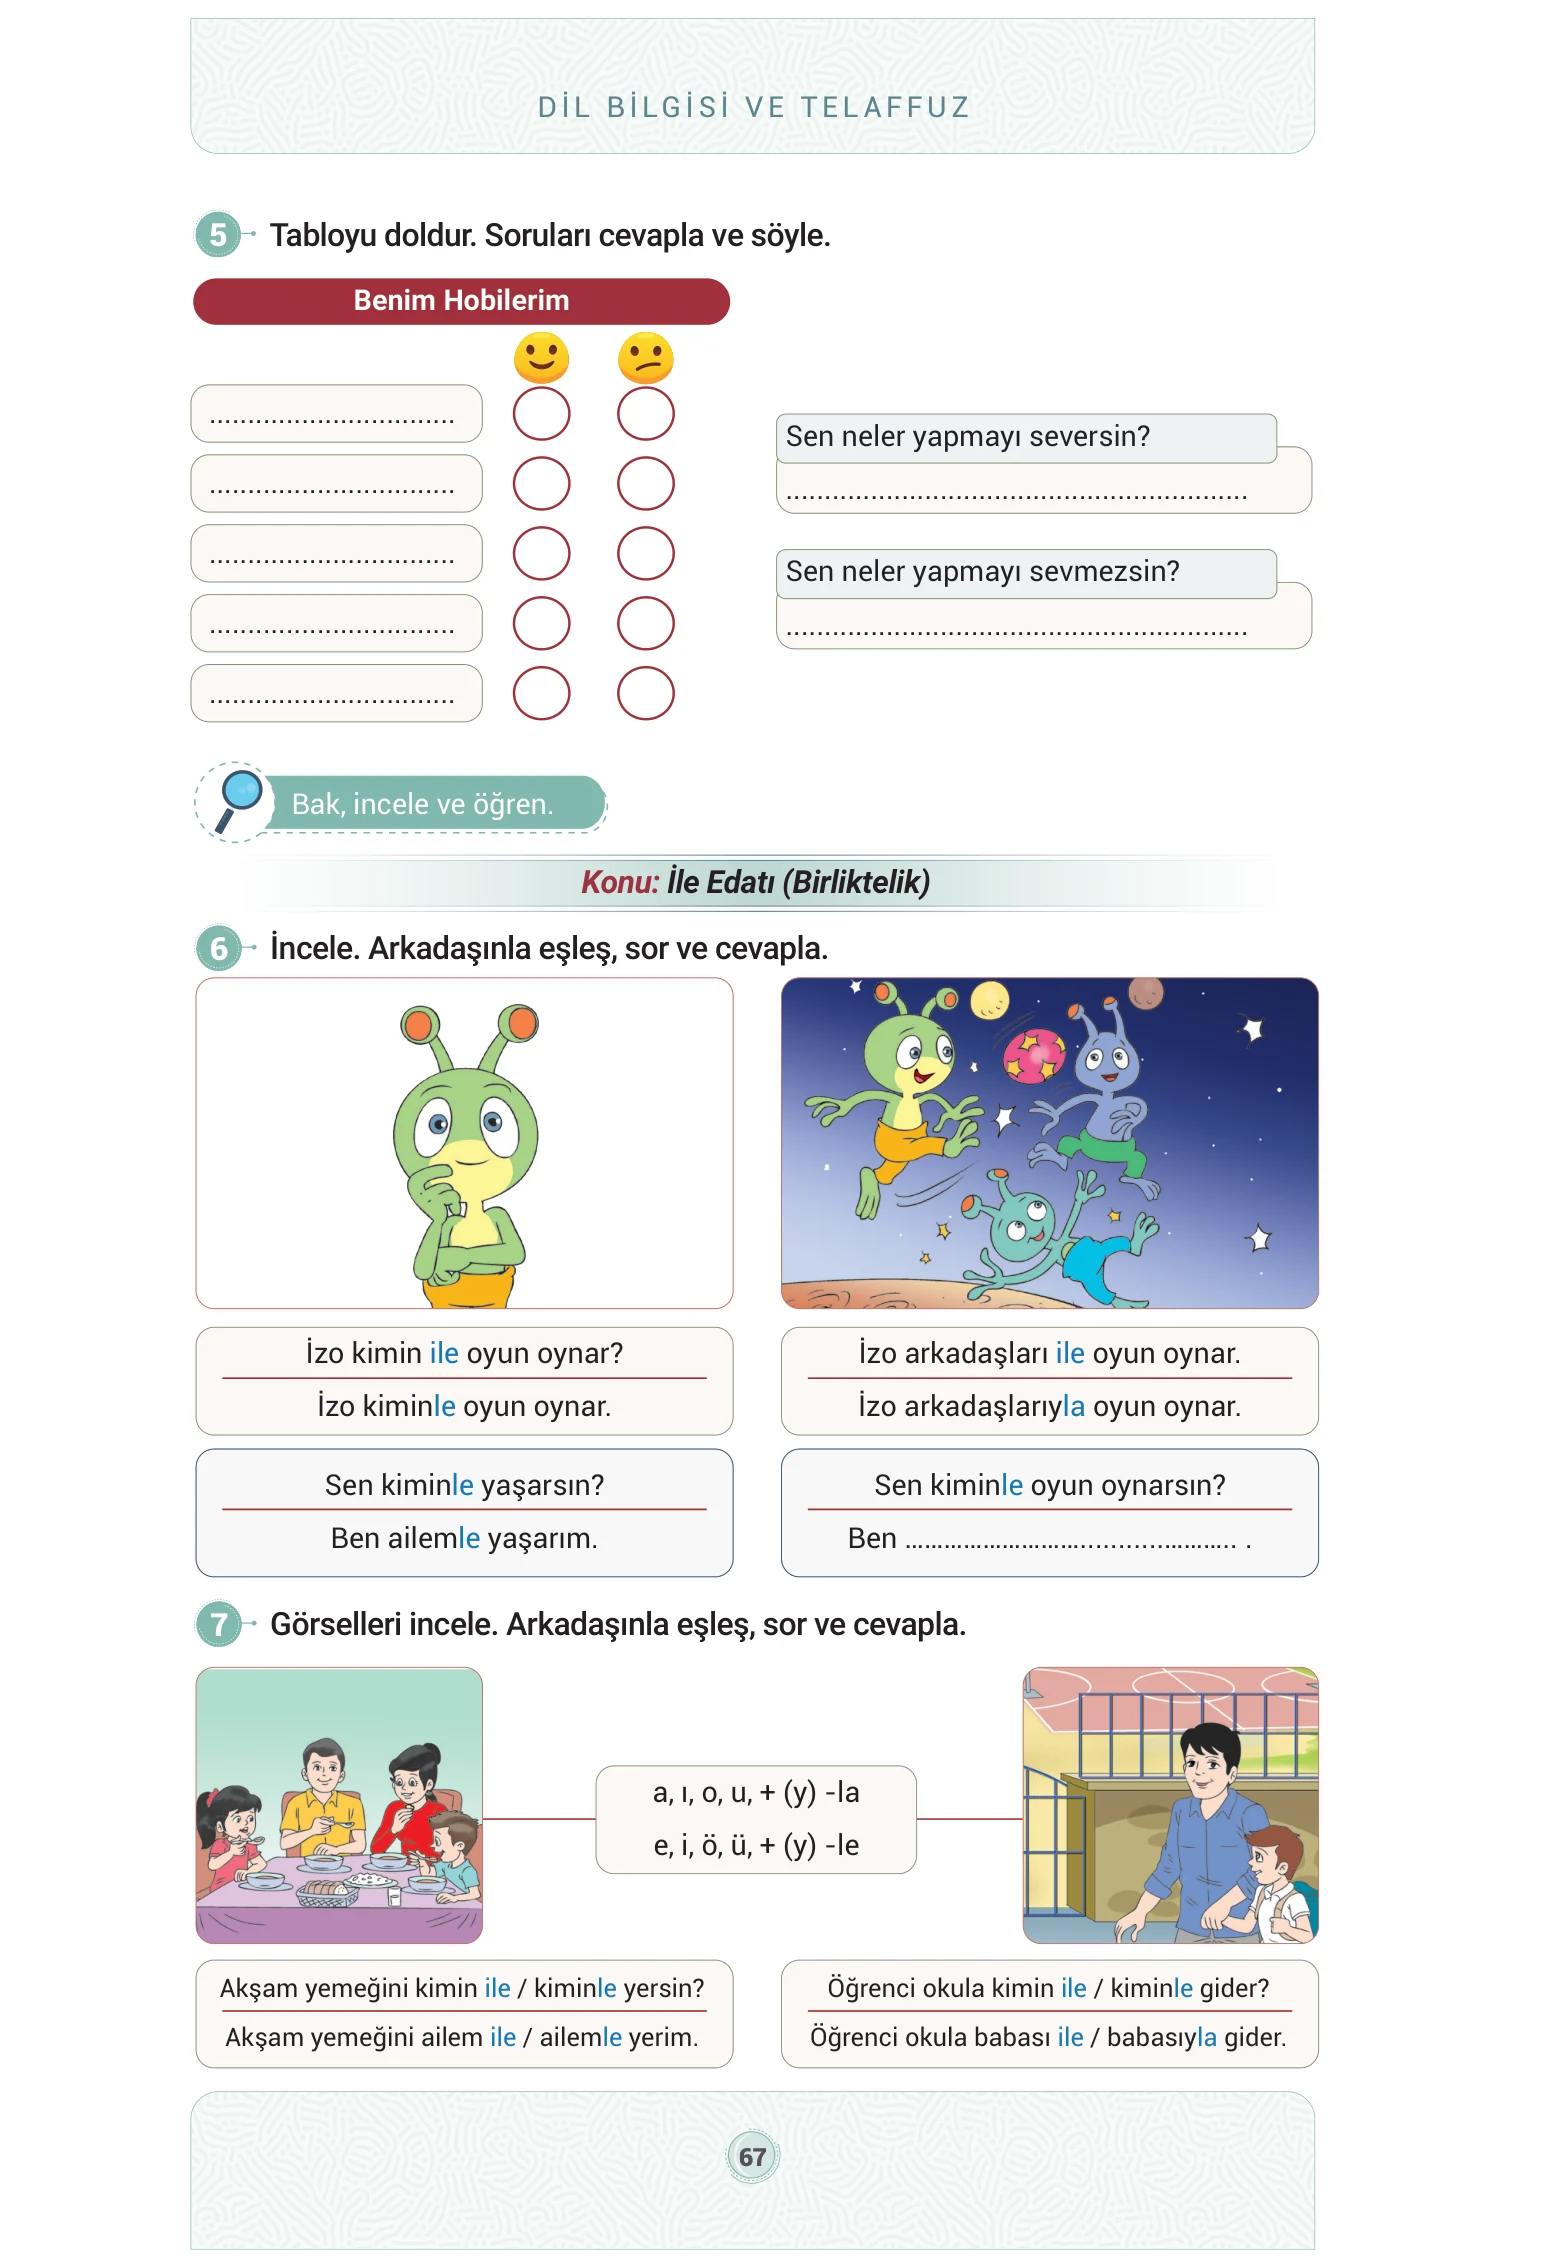 DİL BİLGİSİ VE TELAFFUZ
5 Tabloyu doldur. Soruları cevapla ve söyle.
Benim Hobilerim
................................
................................
................................
................................
................................
Sen neler yapmayı seversin?
............................................................
Sen neler yapmayı sevmezsin?
............................................................
Bak, incele ve öğren.
Konu: İle Edatı (Birliktelik)
6 İncele. Arkadaşınla eşleş, sor ve cevapla.
İzo kimin ile oyun oynar?
İzo kiminle oyun oynar.
İzo arkadaşları ile oyun oynar.
İzo arkadaşlarıyla oyun oynar.
Sen kiminle yaşarsın?
Ben ailemle yaşarım.
Sen kiminle oyun oynarsın?
Ben ............................................. .
7 Görselleri incele. Arkadaşınla eşleş, sor ve cevapla.
a, ı, o, u, + (y) -la
e, i, ö, ü, + (y) -le
Akşam yemeğini kimin ile / kiminle yersin?
Akşam yemeğini ailem ile / ailemle yerim.
Öğrenci okula kimin ile / kiminle gider?
Öğrenci okula babası ile / babasıyla gider.
67